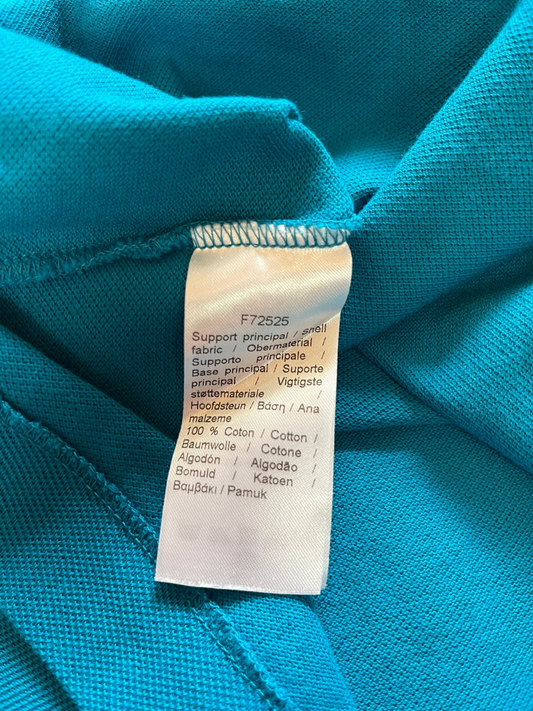 F72525
Support principal / Shell
fabric / Obermaterial /
Supporto principale /
Base principal / Suporte
principal / Vigtigste
støttemateriale /
Hoofdsteun / Βάση / Ana
malzeme
100 % Coton / Cotton /
Baumwolle / Cotone /
Algodón / Algodão /
Bomuld / Katoen /
Βαμβάκι / Pamuk